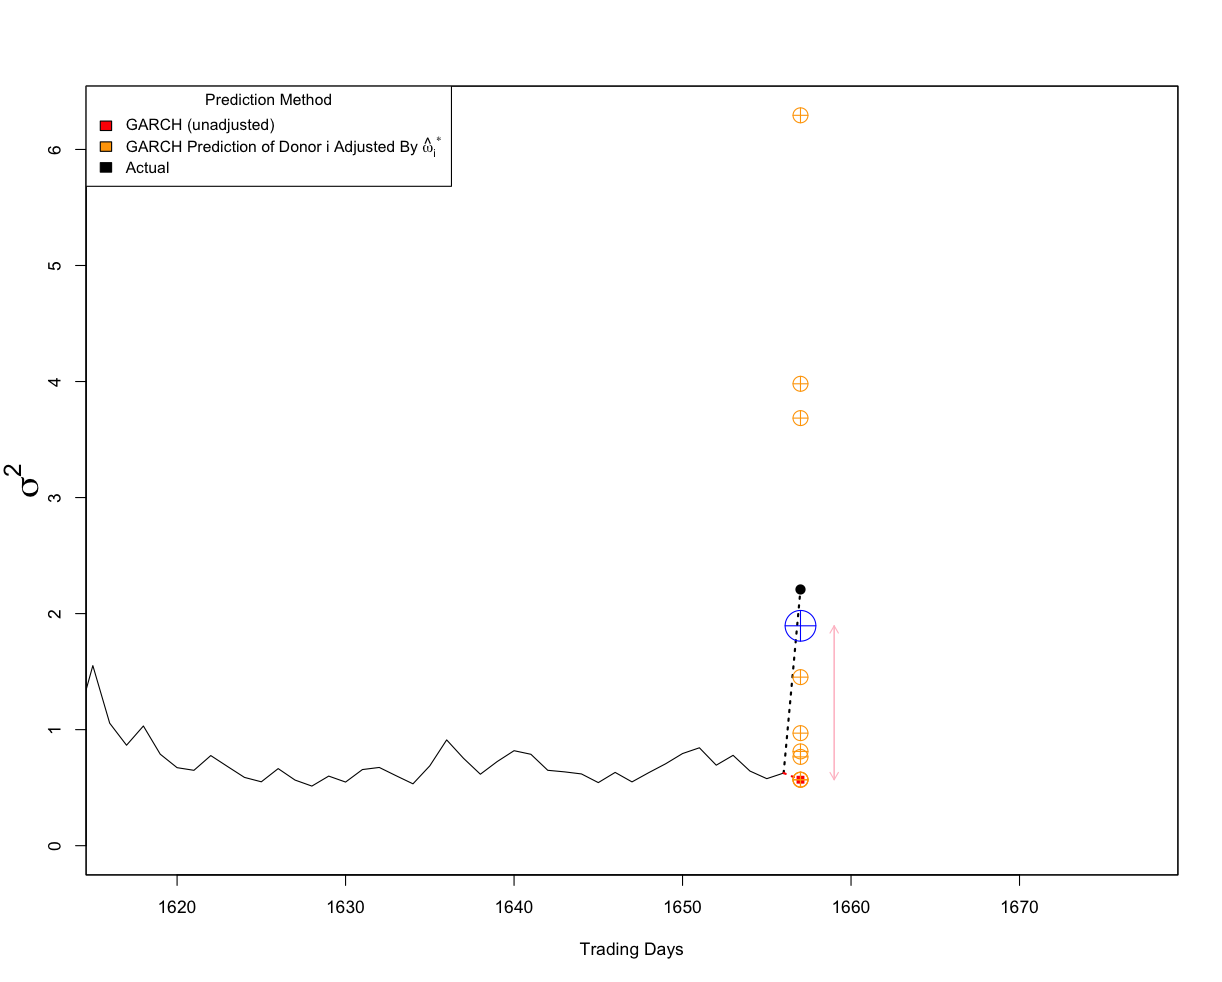 Prediction Method
GARCH (unadjusted)
GARCH Prediction of Donor i Adjusted By ω̂ᵢ*
Actual
6
5
4
3
2
1
0
σ²
1620 1630 1640 1650 1660 1670
Trading Days